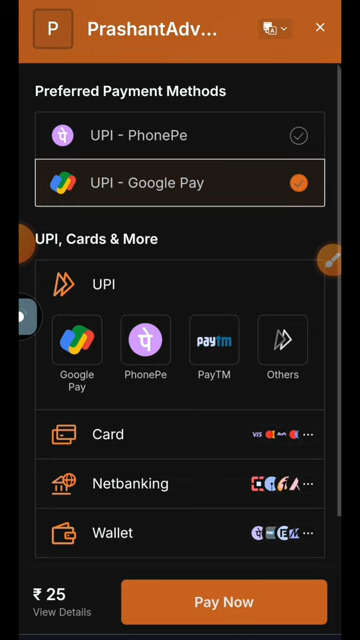 P
PrashantAdv...
Preferred Payment Methods
UPI - PhonePe
UPI - Google Pay
UPI, Cards & More
UPI
पे
paytm
Google Pay
PhonePe
PayTM
Others
Card
VISA
Netbanking
Wallet
₹ 25
View Details
Pay Now